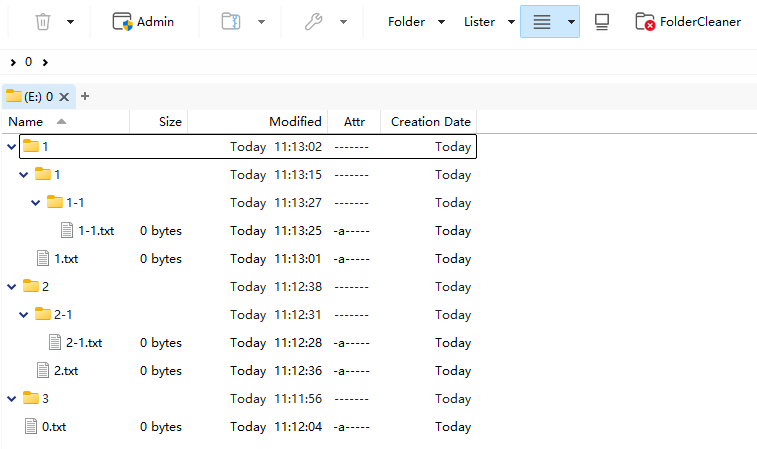 Admin Folder Lister FolderCleaner
0
(E:) 0
Name Size Modified Attr Creation Date
1 Today 11:13:02 ------- Today
1 Today 11:13:15 ------- Today
1-1 Today 11:13:27 ------- Today
1-1.txt 0 bytes Today 11:13:25 -a----- Today
1.txt 0 bytes Today 11:13:01 -a----- Today
2 Today 11:12:38 ------- Today
2-1 Today 11:12:31 ------- Today
2-1.txt 0 bytes Today 11:12:28 -a----- Today
2.txt 0 bytes Today 11:12:36 -a----- Today
3 Today 11:11:56 ------- Today
0.txt 0 bytes Today 11:12:04 -a----- Today